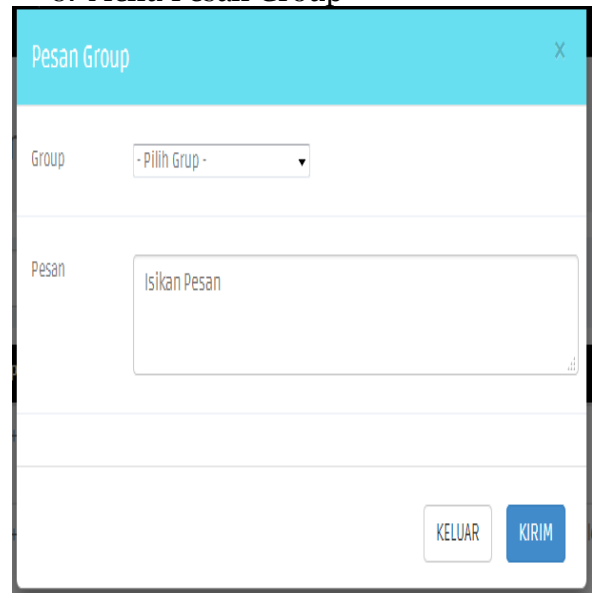 Pesan Group
x
Group
- Pilih Grup -
Pesan
Isikan Pesan
KELUAR
KIRIM